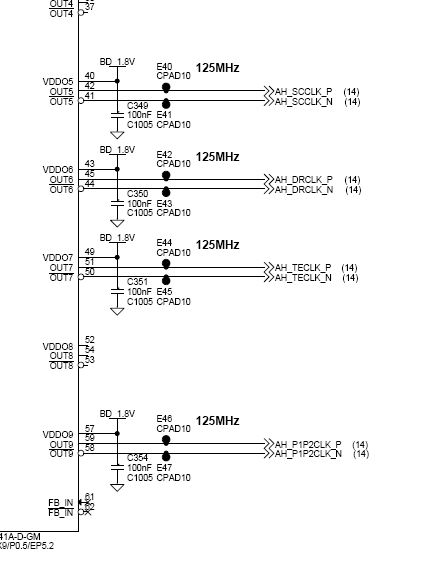 OUT4
OUT4 37
BD_1.8V E40 125MHz
CPAD10
VDDO5 40
OUT5 42 AH_SCCLK_P (14)
OUT5 41 AH_SCCLK_N (14)
C349 E41
100nF CPAD10
C1005
BD_1.8V E42 125MHz
CPAD10
VDDO6 43
OUT6 45 AH_DRCLK_P (14)
OUT6 44 AH_DRCLK_N (14)
C350
100nF E43
C1005 CPAD10
BD_1.8V E44 125MHz
CPAD10
VDDO7 49
OUT7 51 AH_TECLK_P (14)
OUT7 50 AH_TECLK_N (14)
C351
100nF E45
C1005 CPAD10
VDDO8 52
OUT8 54
OUT8 53
BD_1.8V E46 125MHz
CPAD10
VDDO9 57
OUT9 59 AH_P1P2CLK_P (14)
OUT9 58 AH_P1P2CLK_N (14)
C354
100nF E47
C1005 CPAD10
FB_IN 61
FB_IN 62
41A-D-GM
X9/P0.5/EP5.2